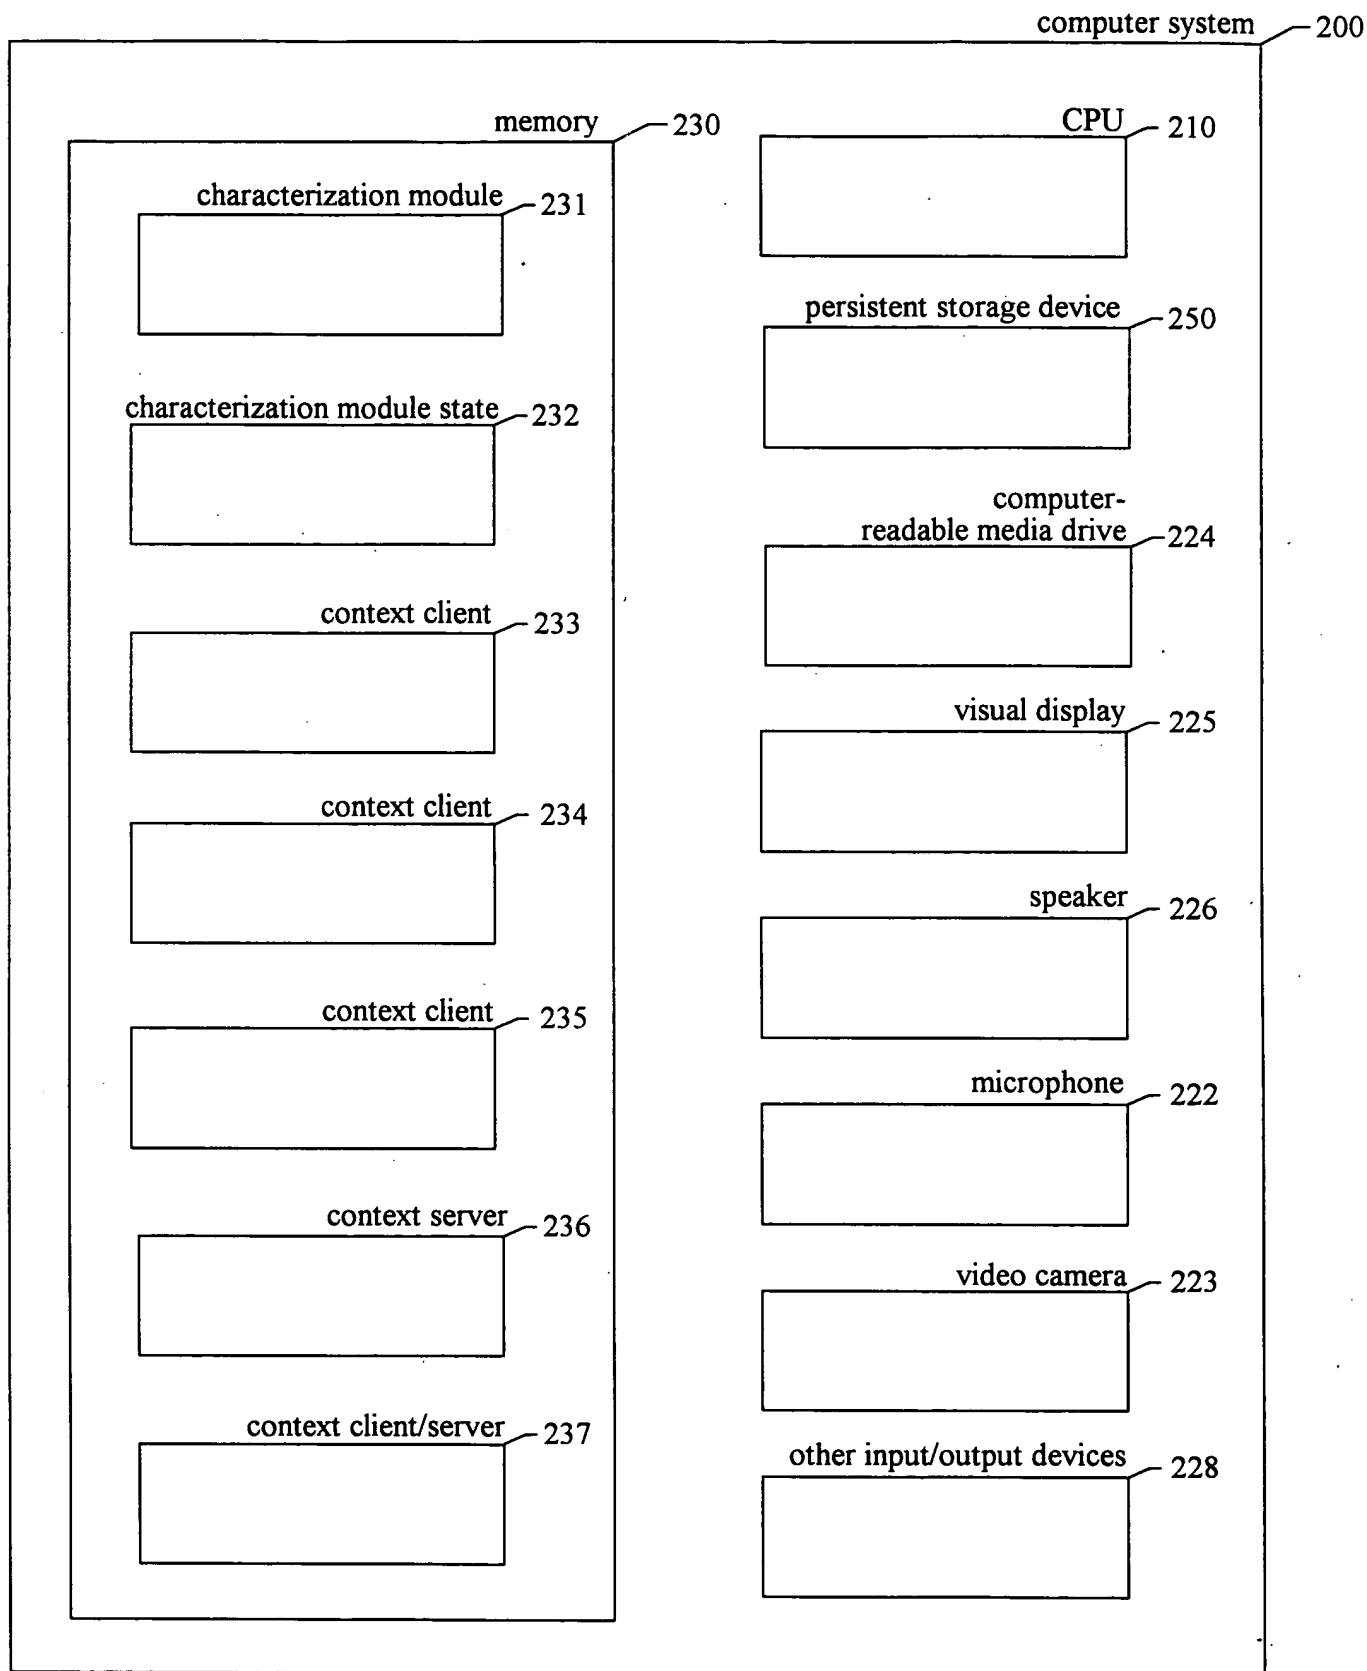 computer system 200
memory 230
characterization module 231
characterization module state 232
context client 233
context client 234
context client 235
context server 236
context client/server 237
CPU 210
persistent storage device 250
computer-
readable media drive 224
visual display 225
speaker 226
microphone 222
video camera 223
other input/output devices 228